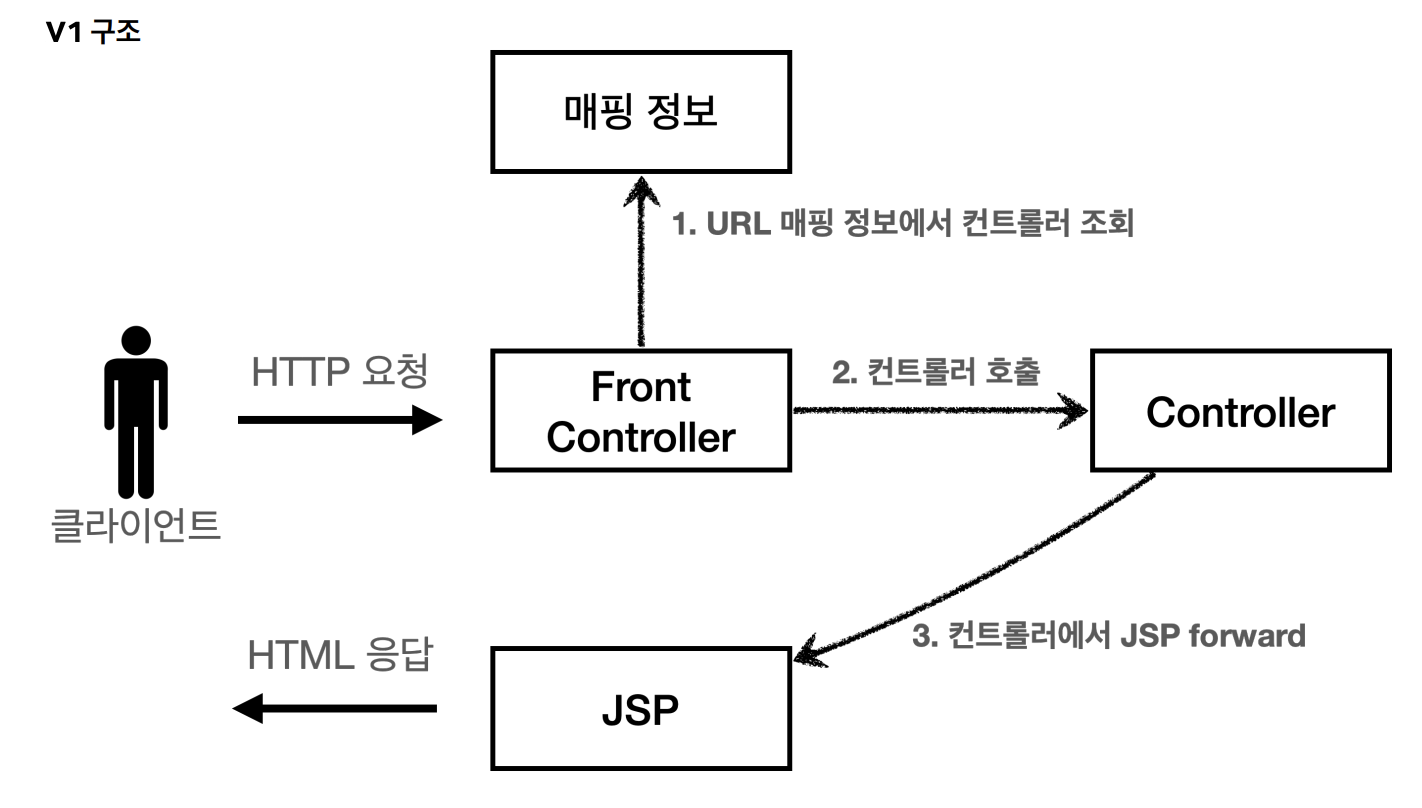 V1 구조
매핑 정보
1. URL 매핑 정보에서 컨트롤러 조회
HTTP 요청
Front
Controller
2. 컨트롤러 호출
Controller
클라이언트
3. 컨트롤러에서 JSP forward
HTML 응답
JSP